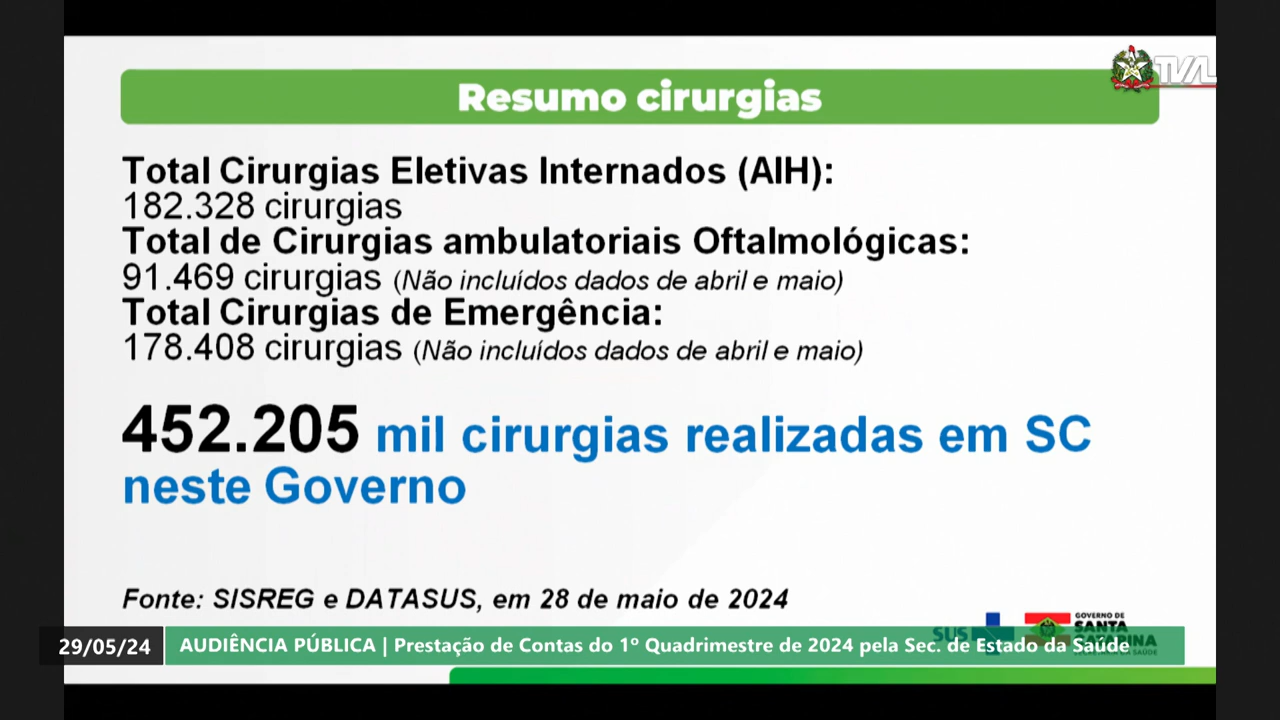 TVAL
Resumo cirurgias
Total Cirurgias Eletivas Internados (AIH):
182.328 cirurgias
Total de Cirurgias ambulatoriais Oftalmológicas:
91.469 cirurgias (Não incluídos dados de abril e maio)
Total Cirurgias de Emergência:
178.408 cirurgias (Não incluídos dados de abril e maio)
452.205 mil cirurgias realizadas em SC
neste Governo
Fonte: SISREG e DATASUS, em 28 de maio de 2024
SUS
GOVERNO DE
SANTA
CATARINA
29/05/24 AUDIÊNCIA PÚBLICA | Prestação de Contas do 1º Quadrimestre de 2024 pela Sec. de Estado da Saúde